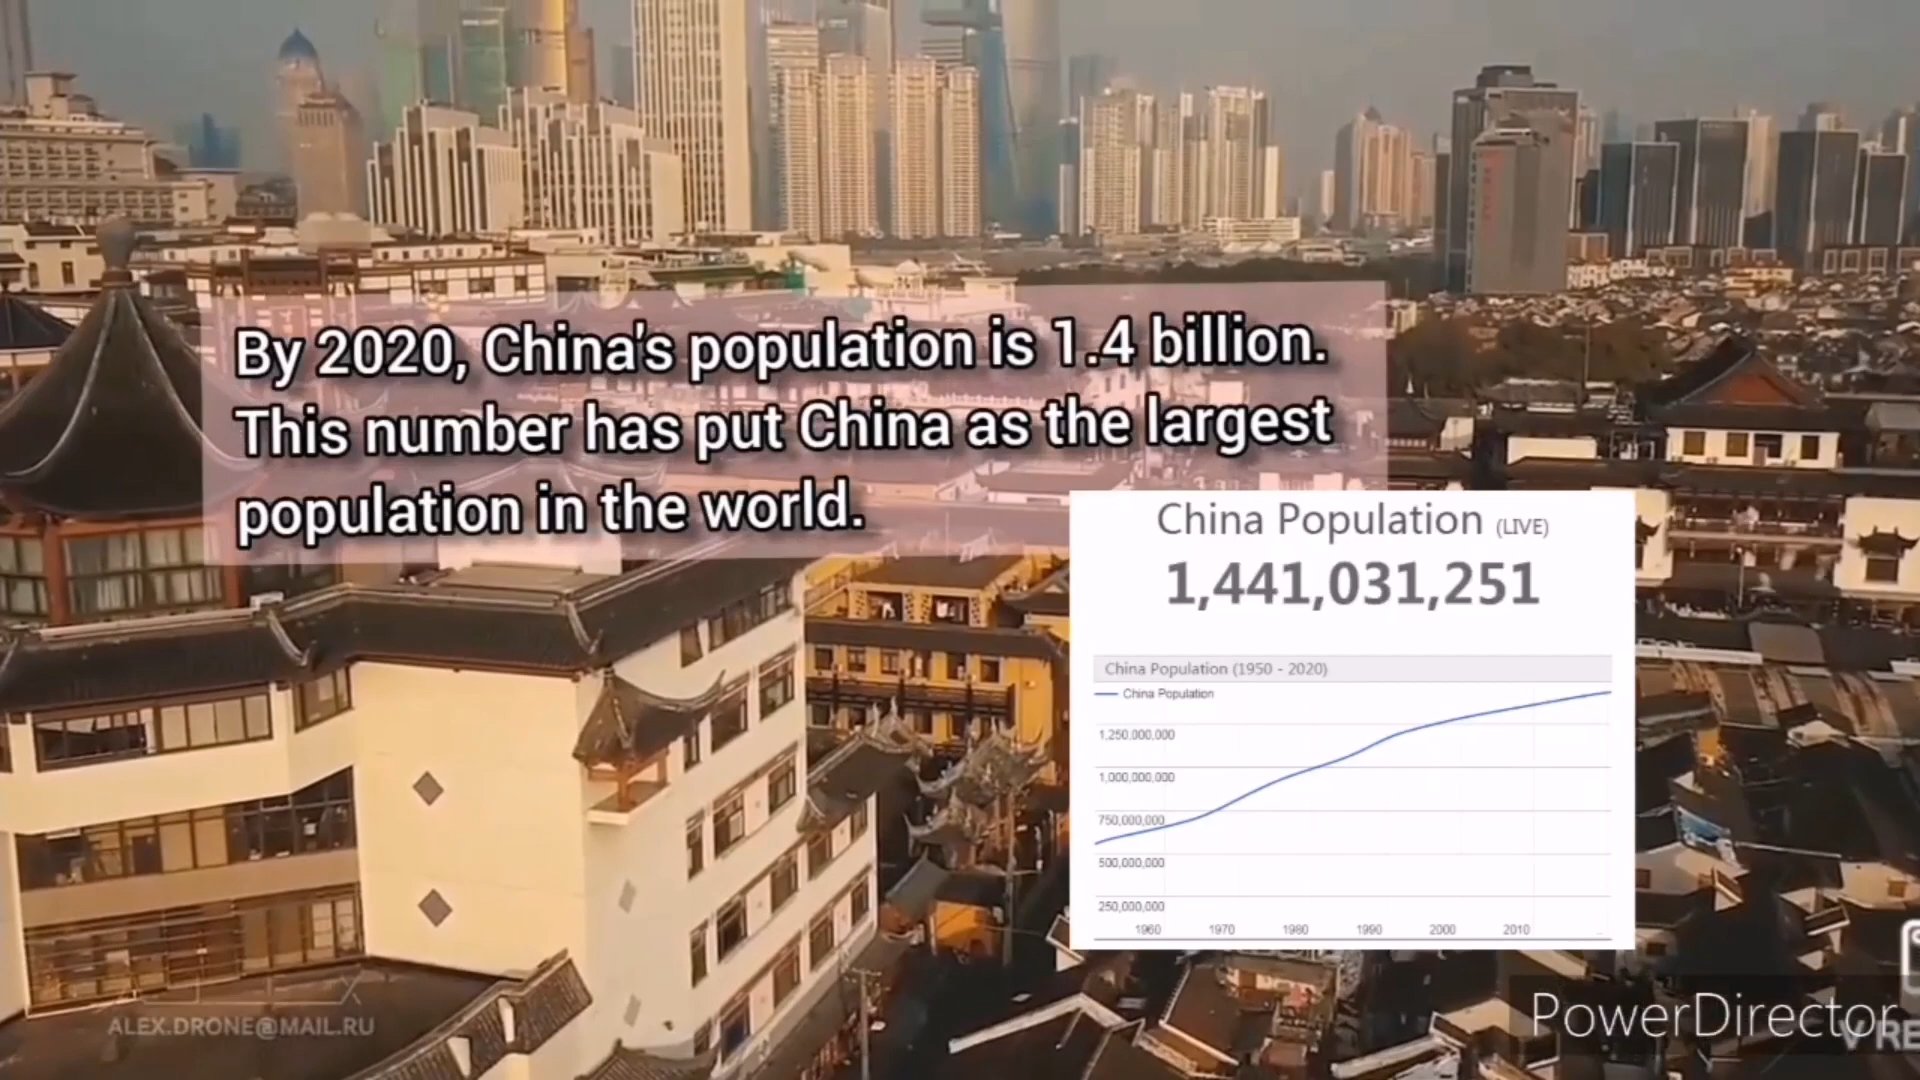 By 2020, China's population is 1.4 billion.
This number has put China as the largest
population in the world.
China Population (LIVE)
1,441,031,251
China Population (1950 - 2020)
China Population
1,250,000,000
1,000,000,000
750,000,000
500,000,000
250,000,000
1960 1970 1980 1990 2000 2010
ALEX.DRONE@MAIL.RU
PowerDirector